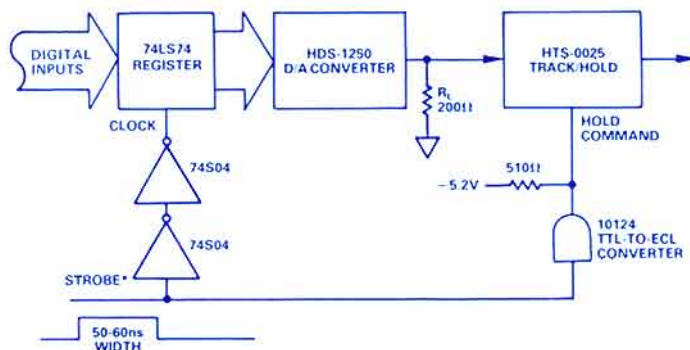 DIGITAL
INPUTS
74LS74
REGISTER
HDS-1250
D/A CONVERTER
HTS-0025
TRACK/HOLD
RL
200Ω
CLOCK
HOLD
COMMAND
74S04
510Ω
-5.2V
10124
TTL-TO-ECL
CONVERTER
74S04
STROBE*
50-60ns
WIDTH